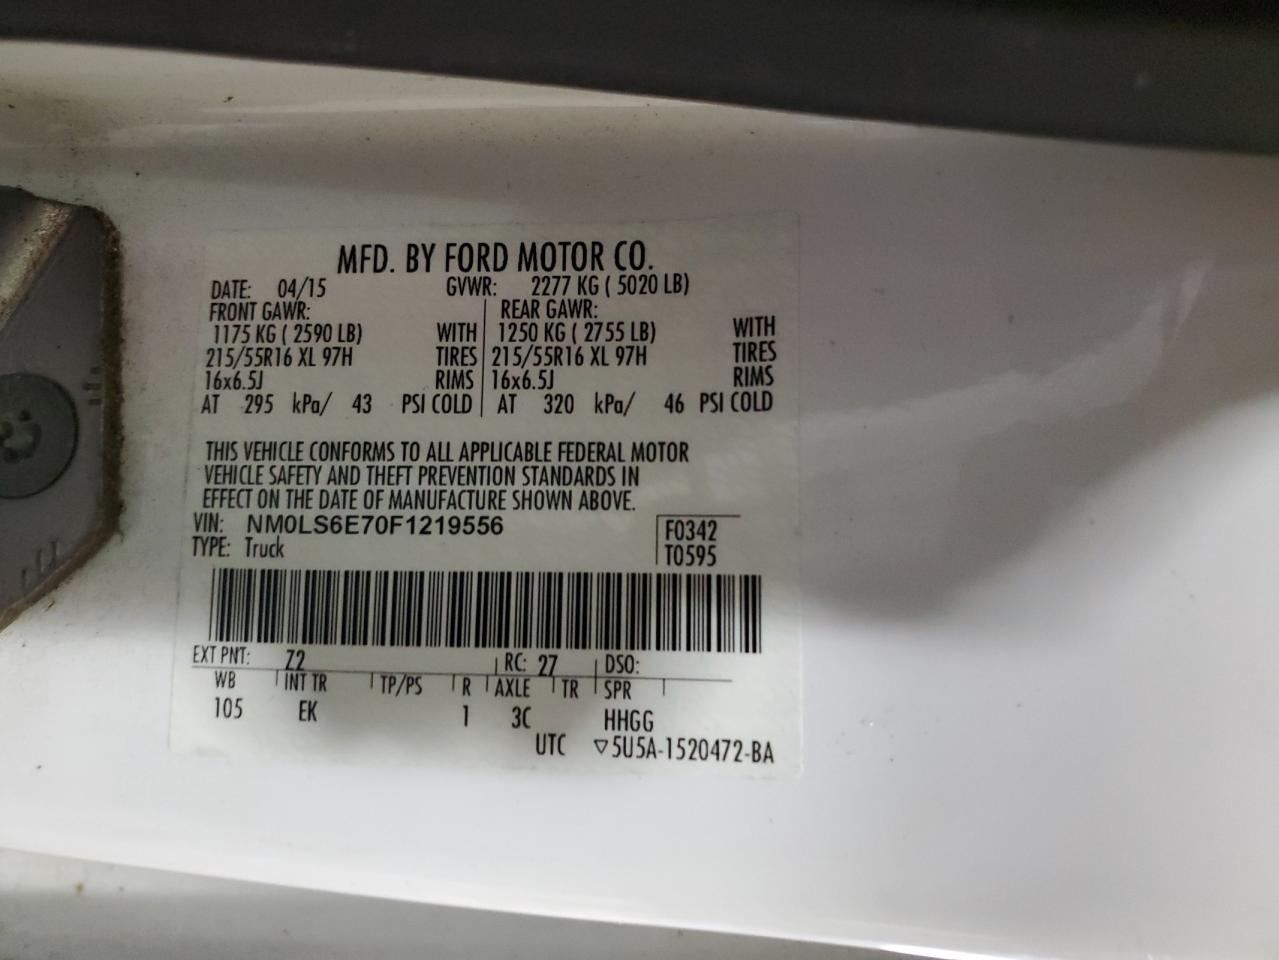 MFD. BY FORD MOTOR CO.
DATE: 04/15 GVWR: 2277 KG ( 5020 LB)
FRONT GAWR: REAR GAWR:
1175 KG ( 2590 LB) WITH 1250 KG ( 2755 LB) WITH
215/55R16 XL 97H TIRES 215/55R16 XL 97H TIRES
16x6.5J RIMS 16x6.5J RIMS
AT 295 kPa/ 43 PSI COLD AT 320 kPa/ 46 PSI COLD
THIS VEHICLE CONFORMS TO ALL APPLICABLE FEDERAL MOTOR
VEHICLE SAFETY AND THEFT PREVENTION STANDARDS IN
EFFECT ON THE DATE OF MANUFACTURE SHOWN ABOVE.
VIN: NM0LS6E70F1219556 F0342
TYPE: Truck T0595
EXT PNT: Z2 RC: 27 DSO:
WB INT TR TP/PS R AXLE TR SPR
105 EK 1 3C HHGG
UTC ▽5U5A-1520472-BA